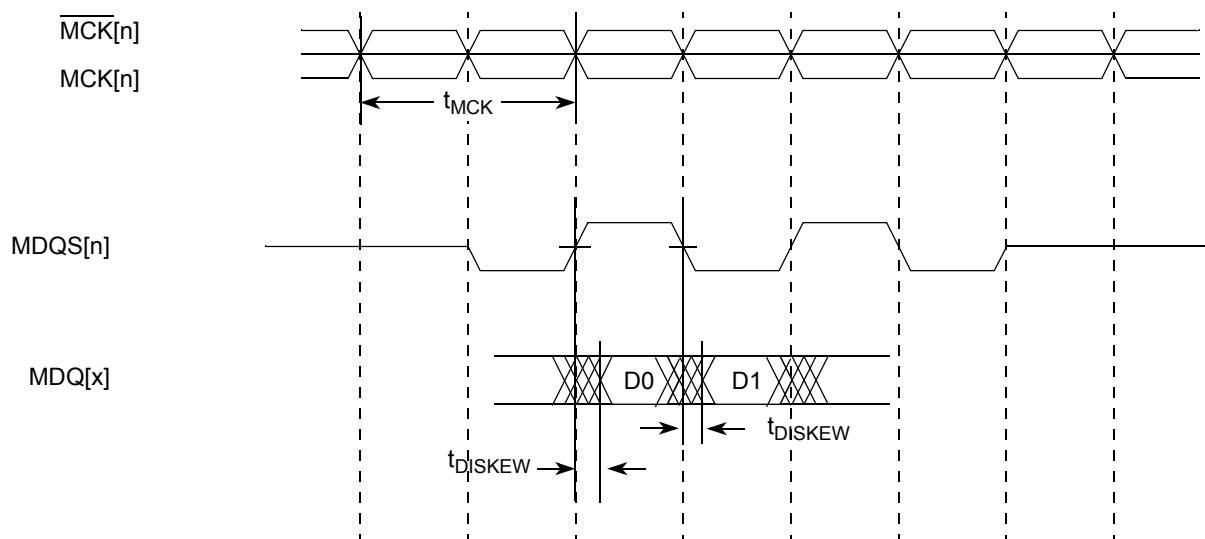 MCK[n]
MCK[n]
tMCK
MDQS[n]
MDQ[x]
D0
D1
tDISKEW
tDISKEW